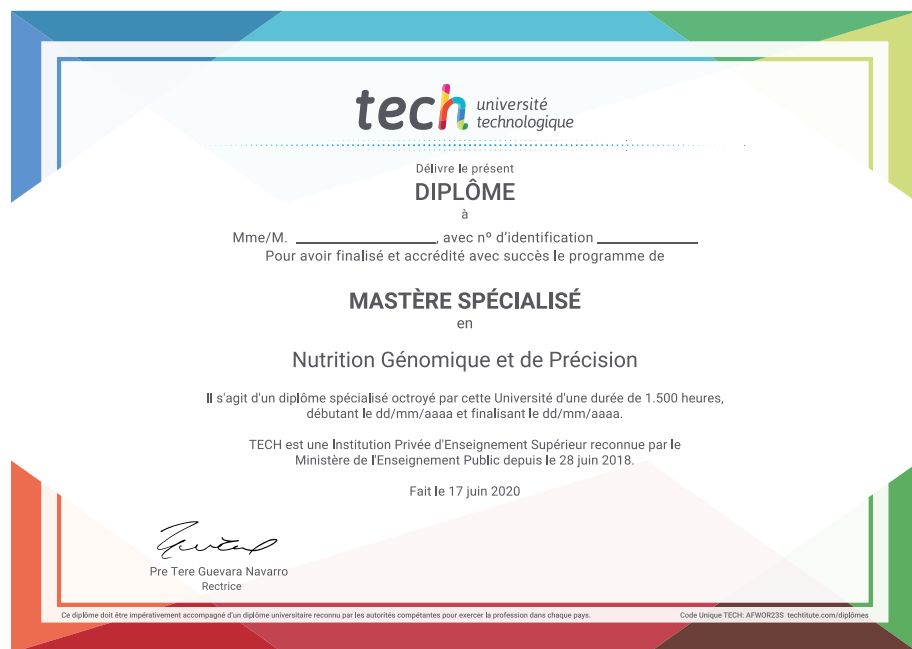 tech université
technologique
Délivre le présent
DIPLÔME
à
Mme/M. ____________, avec nº d'identification ____________
Pour avoir finalisé et accrédité avec succès le programme de
MASTÈRE SPÉCIALISÉ
en
Nutrition Génomique et de Précision
Il s'agit d'un diplôme spécialisé octroyé par cette Université d'une durée de 1.500 heures,
débutant le dd/mm/aaaa et finalisant le dd/mm/aaaa.
TECH est une Institution Privée d'Enseignement Supérieur reconnue par le
Ministère de l'Enseignement Public depuis le 28 juin 2018.
Fait le 17 juin 2020
Pre Tere Guevara Navarro
Rectrice
Ce diplôme doit être impérativement accompagné d'un diplôme universitaire reconnu par les autorités compétantes pour exercer la profession dans chaque pays.
Code Unique TECH: AFWOR23S techtitute.com/diplômes